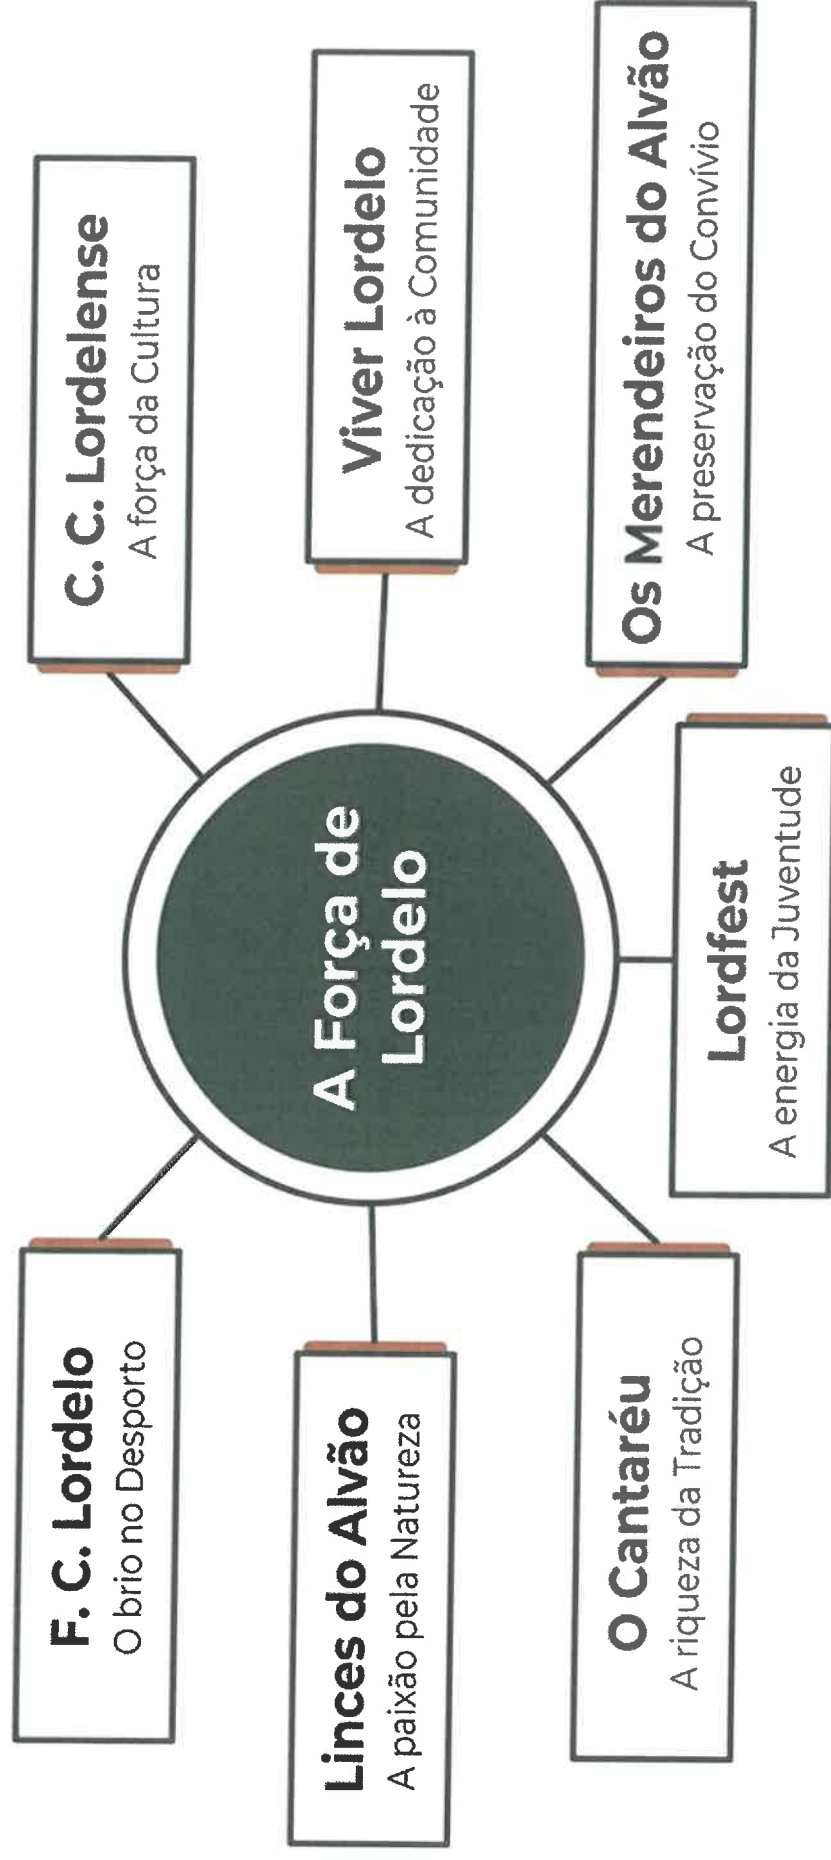 F. C. Lordelo
O brio no Desporto
C. C. Lordelense
A força da Cultura
Linces do Alvão
A paixão pela Natureza
A Força de
Lordelo
Viver Lordelo
A dedicação à Comunidade
O Cantaréu
A riqueza da Tradição
Lordfest
A energia da Juventude
Os Merendeiros do Alvão
A preservação do Convívio